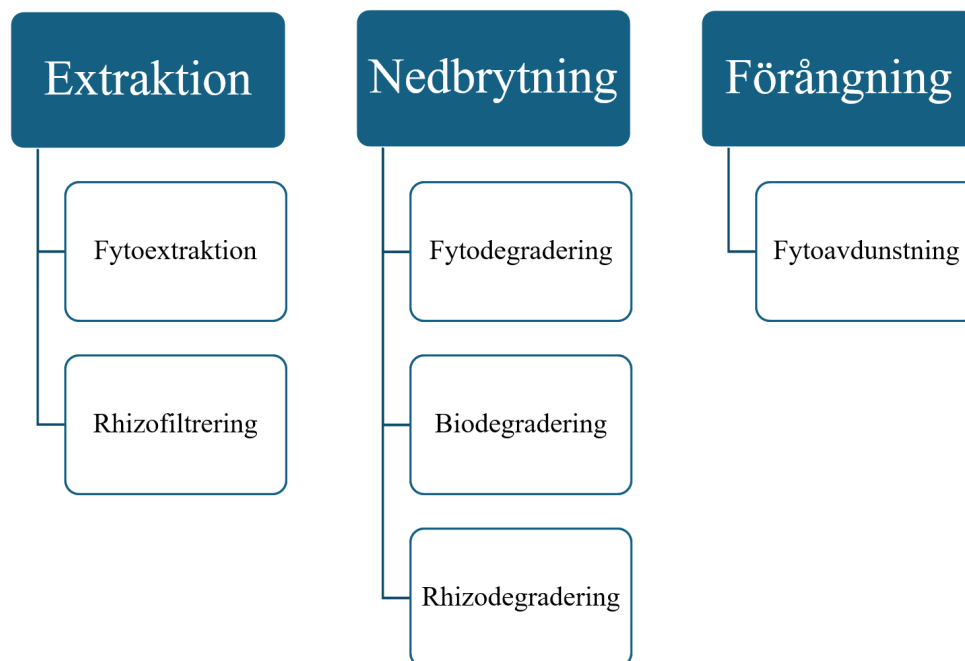 Extraktion
Fytoextraktion
Rhizofiltrering
Nedbrytning
Fytodegradering
Biodegradering
Rhizodegradering
Förångning
Fytoavdunstning